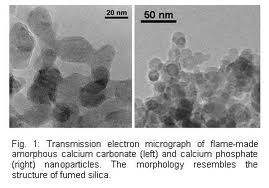 20 nm
50 nm
Fig. 1: Transmission electron micrograph of flame-made
amorphous calcium carbonate (left) and calcium phosphate
(right) nanoparticles. The morphology resembles the
structure of fumed silica.